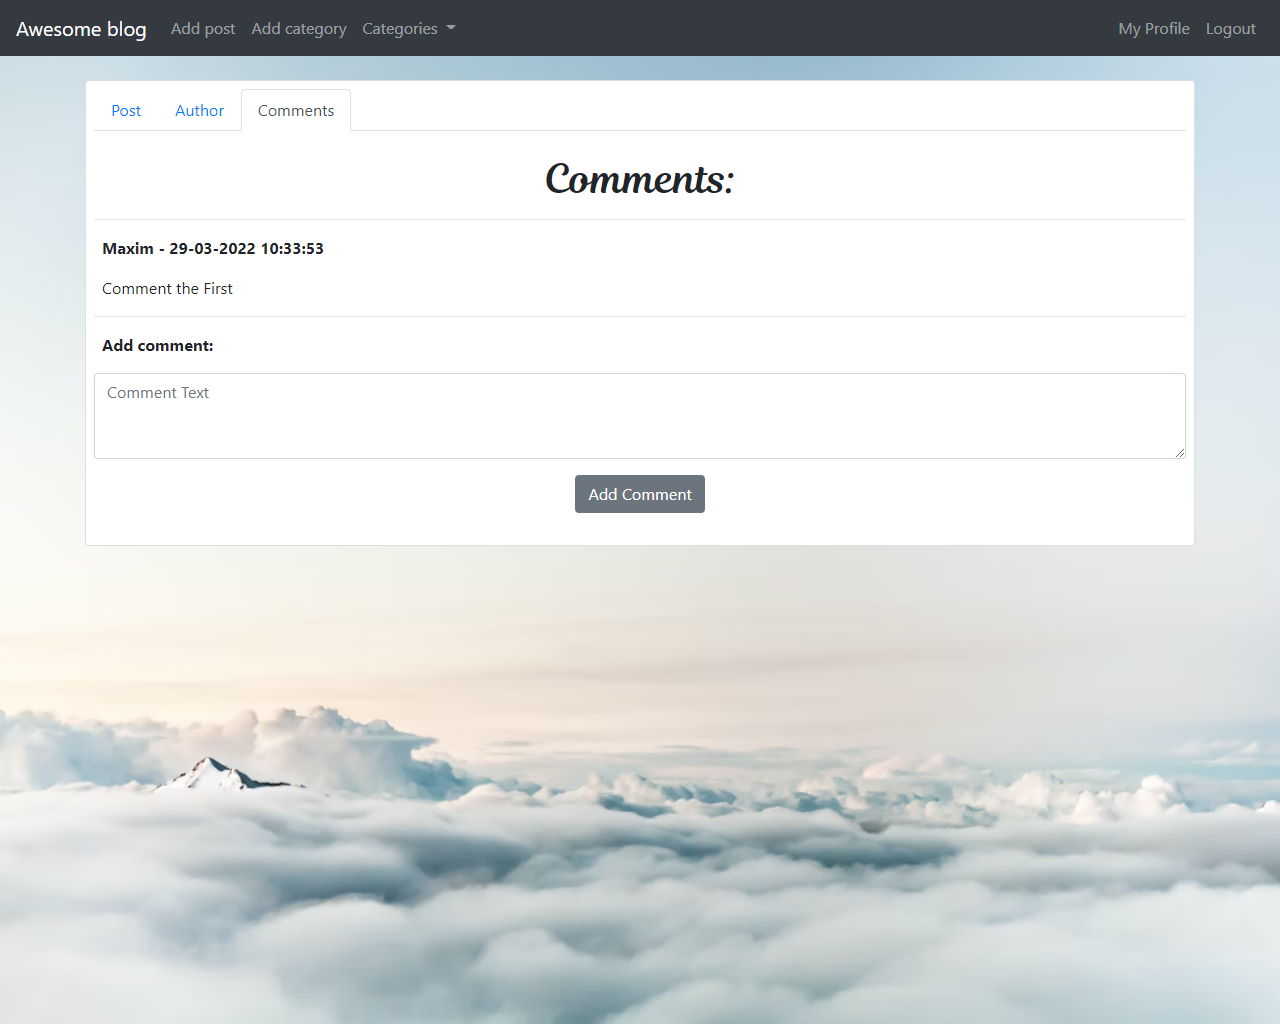 Awesome blog Add post Add category Categories My Profile Logout
Post Author Comments
Comments:
Maxim - 29-03-2022 10:33:53
Comment the First
Add comment:
Comment Text
Add Comment